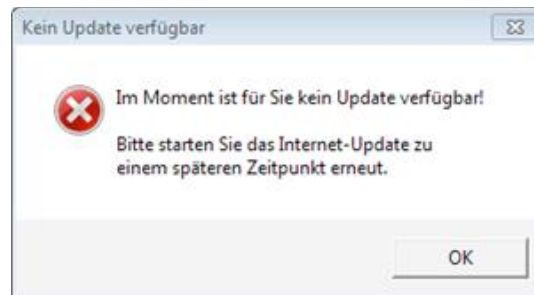 Kein Update verfügbar
Im Moment ist für Sie kein Update verfügbar!
Bitte starten Sie das Internet-Update zu
einem späteren Zeitpunkt erneut.
OK